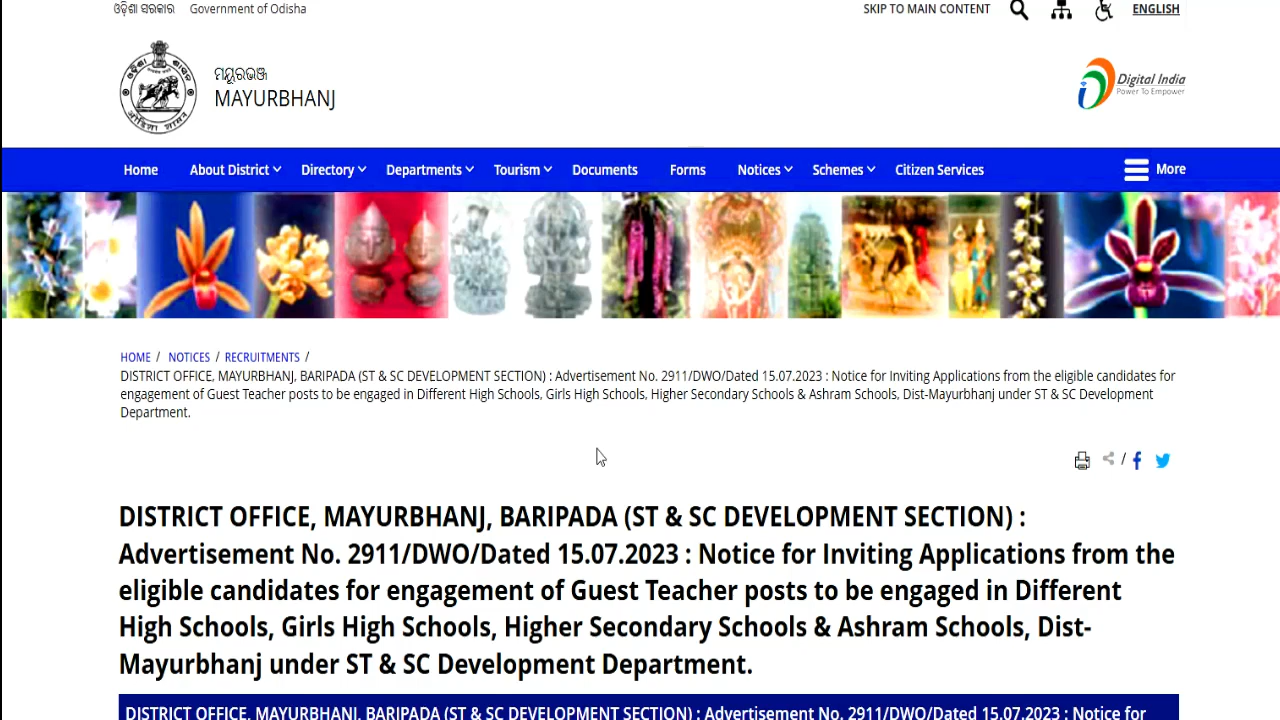 ଓଡ଼ିଶା ସରକାର Government of Odisha SKIP TO MAIN CONTENT ENGLISH
ମୟୂରଭଞ୍ଜ
MAYURBHANJ
Digital India
Power To Empower
Home About District Directory Departments Tourism Documents Forms Notices Schemes Citizen Services More
HOME / NOTICES / RECRUITMENTS /
DISTRICT OFFICE, MAYURBHANJ, BARIPADA (ST & SC DEVELOPMENT SECTION) : Advertisement No. 2911/DWO/Dated 15.07.2023 : Notice for Inviting Applications from the eligible candidates for
engagement of Guest Teacher posts to be engaged in Different High Schools, Girls High Schools, Higher Secondary Schools & Ashram Schools, Dist-Mayurbhanj under ST & SC Development
Department.
/
DISTRICT OFFICE, MAYURBHANJ, BARIPADA (ST & SC DEVELOPMENT SECTION) :
Advertisement No. 2911/DWO/Dated 15.07.2023 : Notice for Inviting Applications from the
eligible candidates for engagement of Guest Teacher posts to be engaged in Different
High Schools, Girls High Schools, Higher Secondary Schools & Ashram Schools, Dist-
Mayurbhanj under ST & SC Development Department.
DISTRICT OFFICE, MAYURBHANJ, BARIPADA (ST & SC DEVELOPMENT SECTION) : Advertisement No. 2911/DWO/Dated 15.07.2023 : Notice for